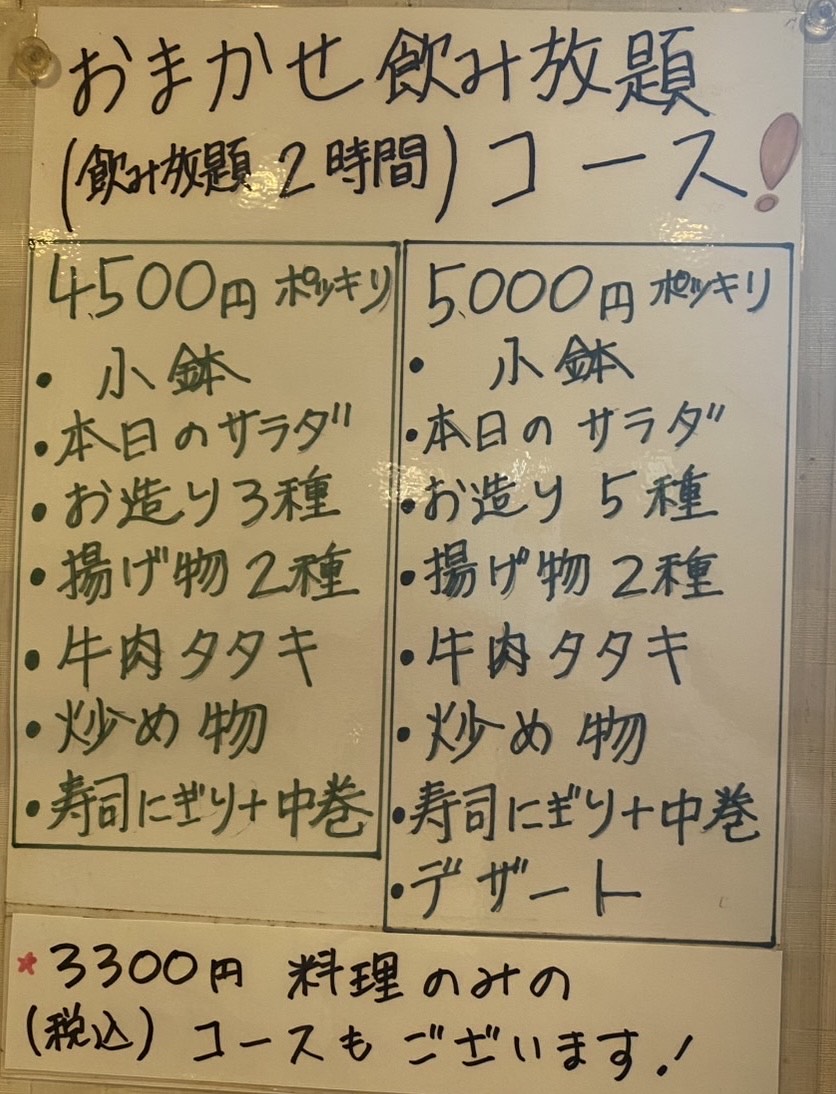 おまかせ飲み放題
(飲み放題2時間)コース!
4,500円ポッキリ
・小鉢
・本日のサラダ
・お造り3種
・揚げ物2種
・牛肉タタキ
・炒め物
・寿司にぎり+中巻
5,000円ポッキリ
・小鉢
・本日のサラダ
・お造り5種
・揚げ物2種
・牛肉タタキ
・炒め物
・寿司にぎり+中巻
・デザート
*3300円 料理のみの
(税込) コースもございます!